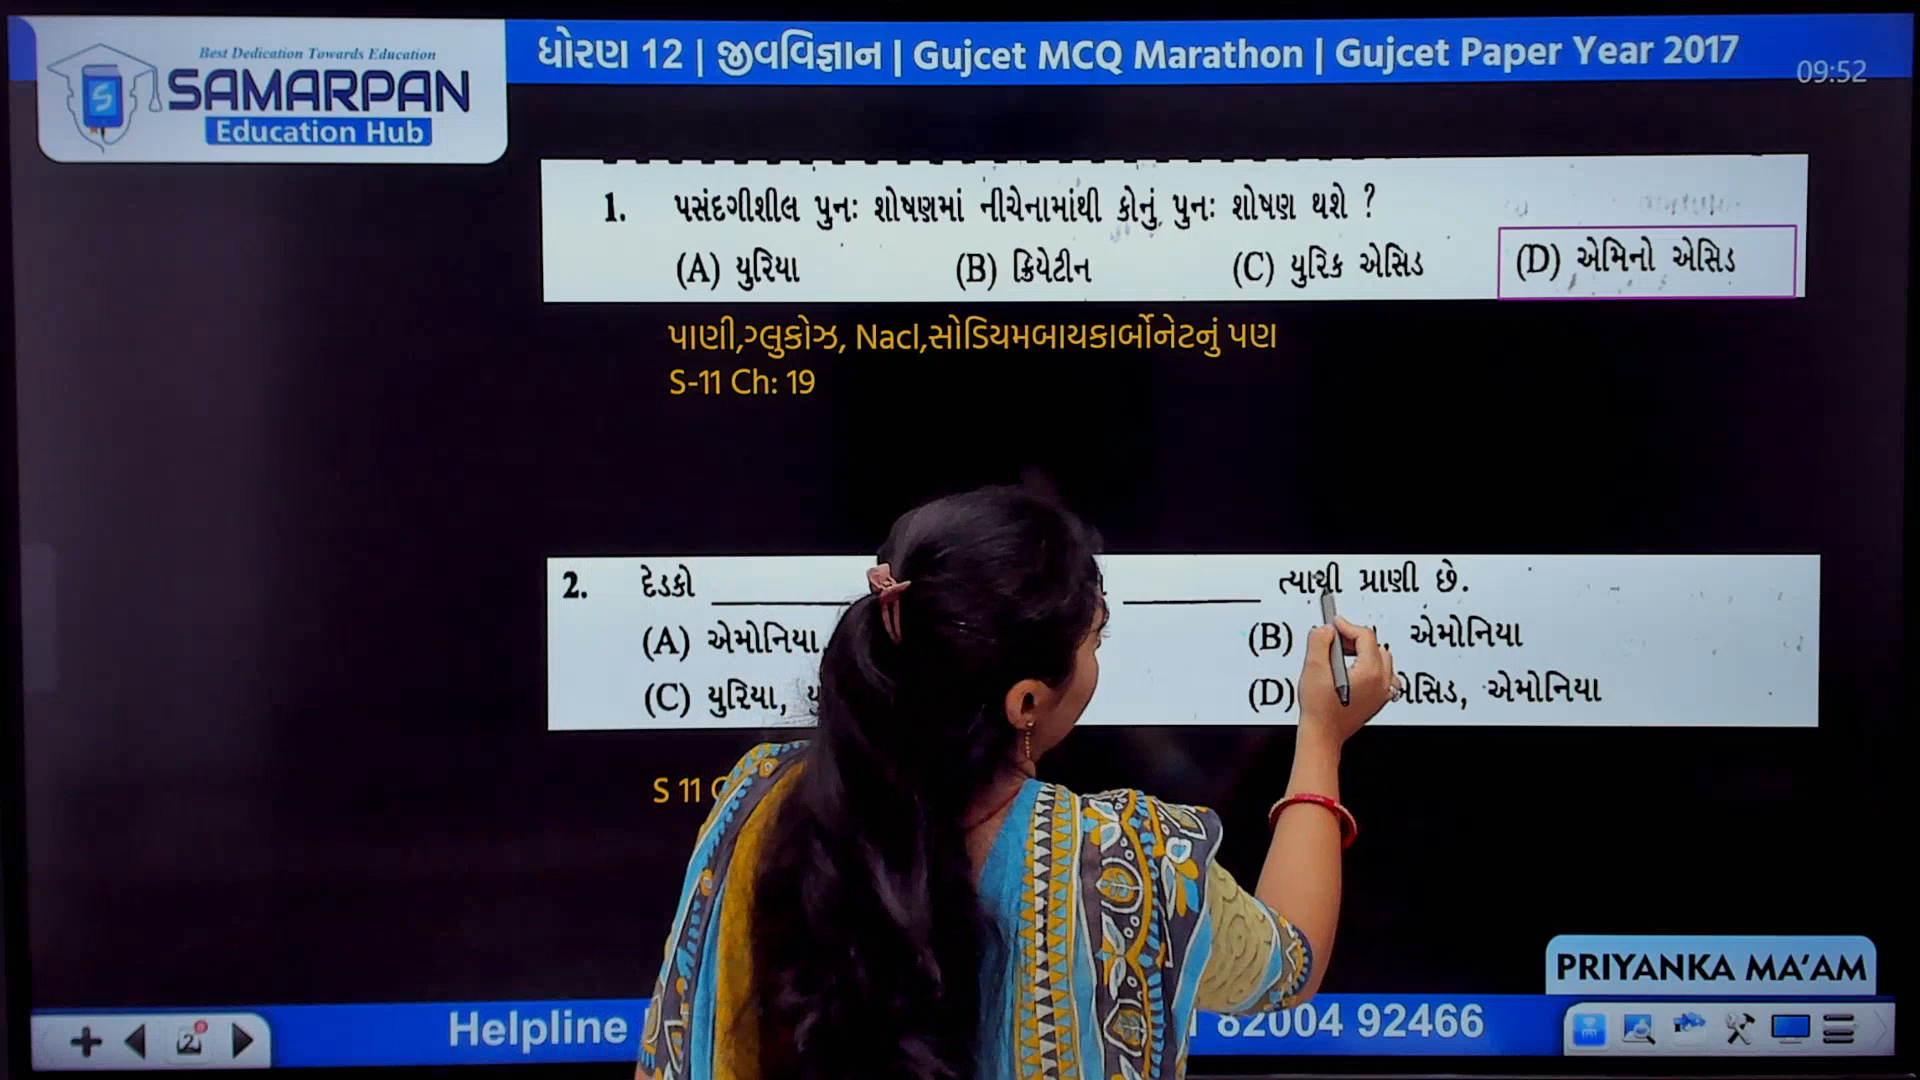 Best Dedication Towards Education
SAMARPAN
Education Hub
ધોરણ 12 | જીવવિજ્ઞાન | Gujcet MCQ Marathon | Gujcet Paper Year 2017
09:52
1. પસંદગીશીલ પુનઃ શોષણમાં નીચેનામાંથી કોનું પુનઃ શોષણ થશે ?
(A) યુરિયા (B) ક્રિયેટીન (C) યુરિક એસિડ (D) એમિનો એસિડ
પાણી,ગ્લુકોઝ, Nacl,સોડિયમબાયકાર્બોનેટનું પણ
S-11 Ch: 19
2. દેડકો ત્યાગી પ્રાણી છે.
(A) એમોનિયા, (B) એમોનિયા
(C) યુરિયા, (D) એસિડ, એમોનિયા
S 11
PRIYANKA MA'AM
Helpline 82004 92466
2